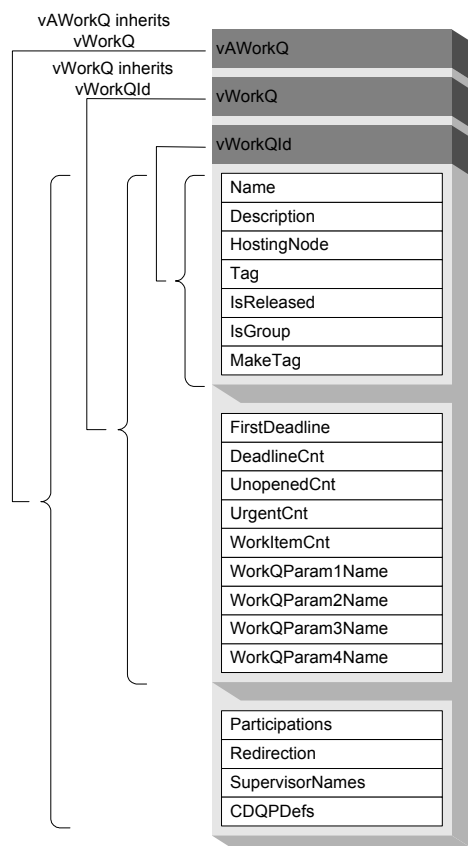 vAWorkQ inherits
vWorkQ
vWorkQ inherits
vWorkQId
vAWorkQ
vWorkQ
vWorkQId
Name
Description
HostingNode
Tag
IsReleased
IsGroup
MakeTag
FirstDeadline
DeadlineCnt
UnopenedCnt
UrgentCnt
WorkItemCnt
WorkQParam1Name
WorkQParam2Name
WorkQParam3Name
WorkQParam4Name
Participations
Redirection
SupervisorNames
CDQPDefs